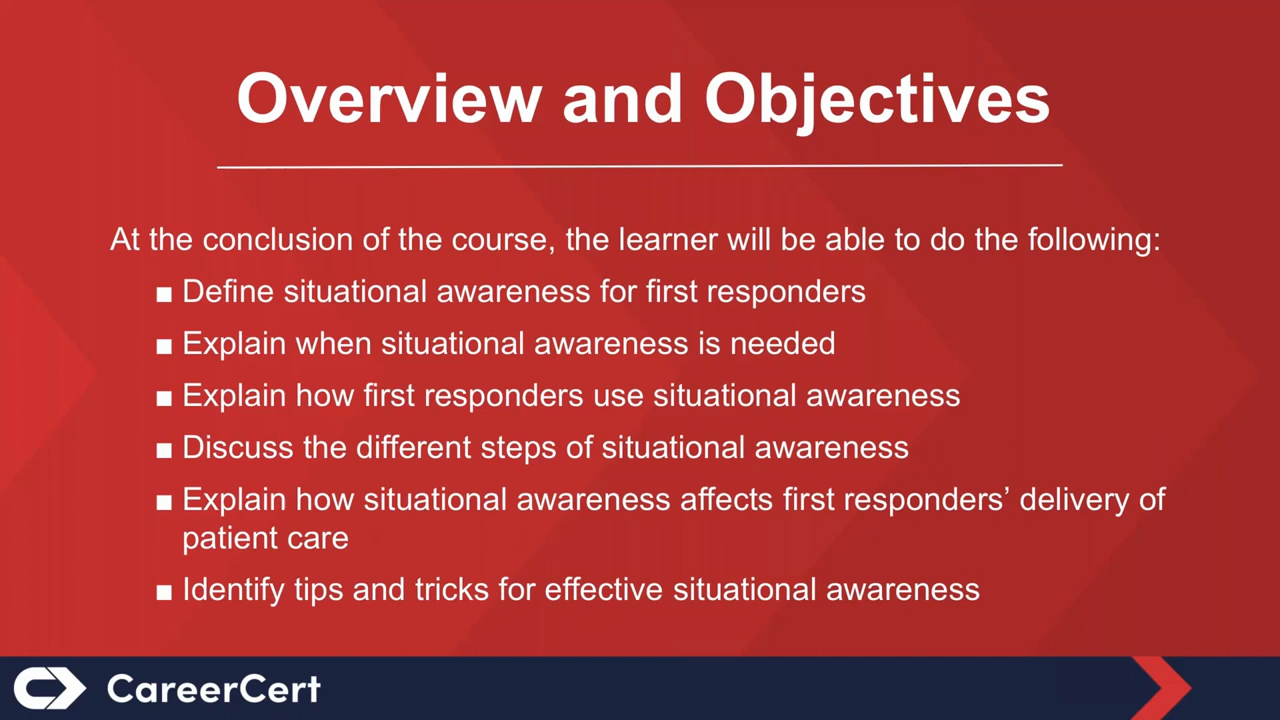 Overview and Objectives
At the conclusion of the course, the learner will be able to do the following:
■ Define situational awareness for first responders
■ Explain when situational awareness is needed
■ Explain how first responders use situational awareness
■ Discuss the different steps of situational awareness
■ Explain how situational awareness affects first responders’ delivery of
patient care
■ Identify tips and tricks for effective situational awareness
CareerCert